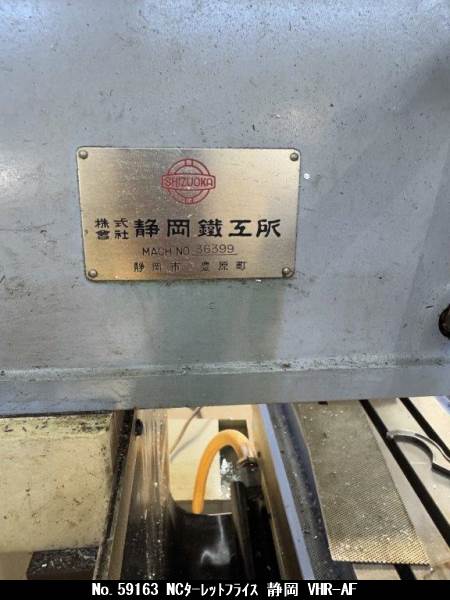 SHIZUOKA
株式會社 静岡鐵工所
MACH NO. 36399
静岡市 豊原町
No.59163 NCﾀｰﾚｯﾄﾌﾗｲｽ 静岡 VHR-AF